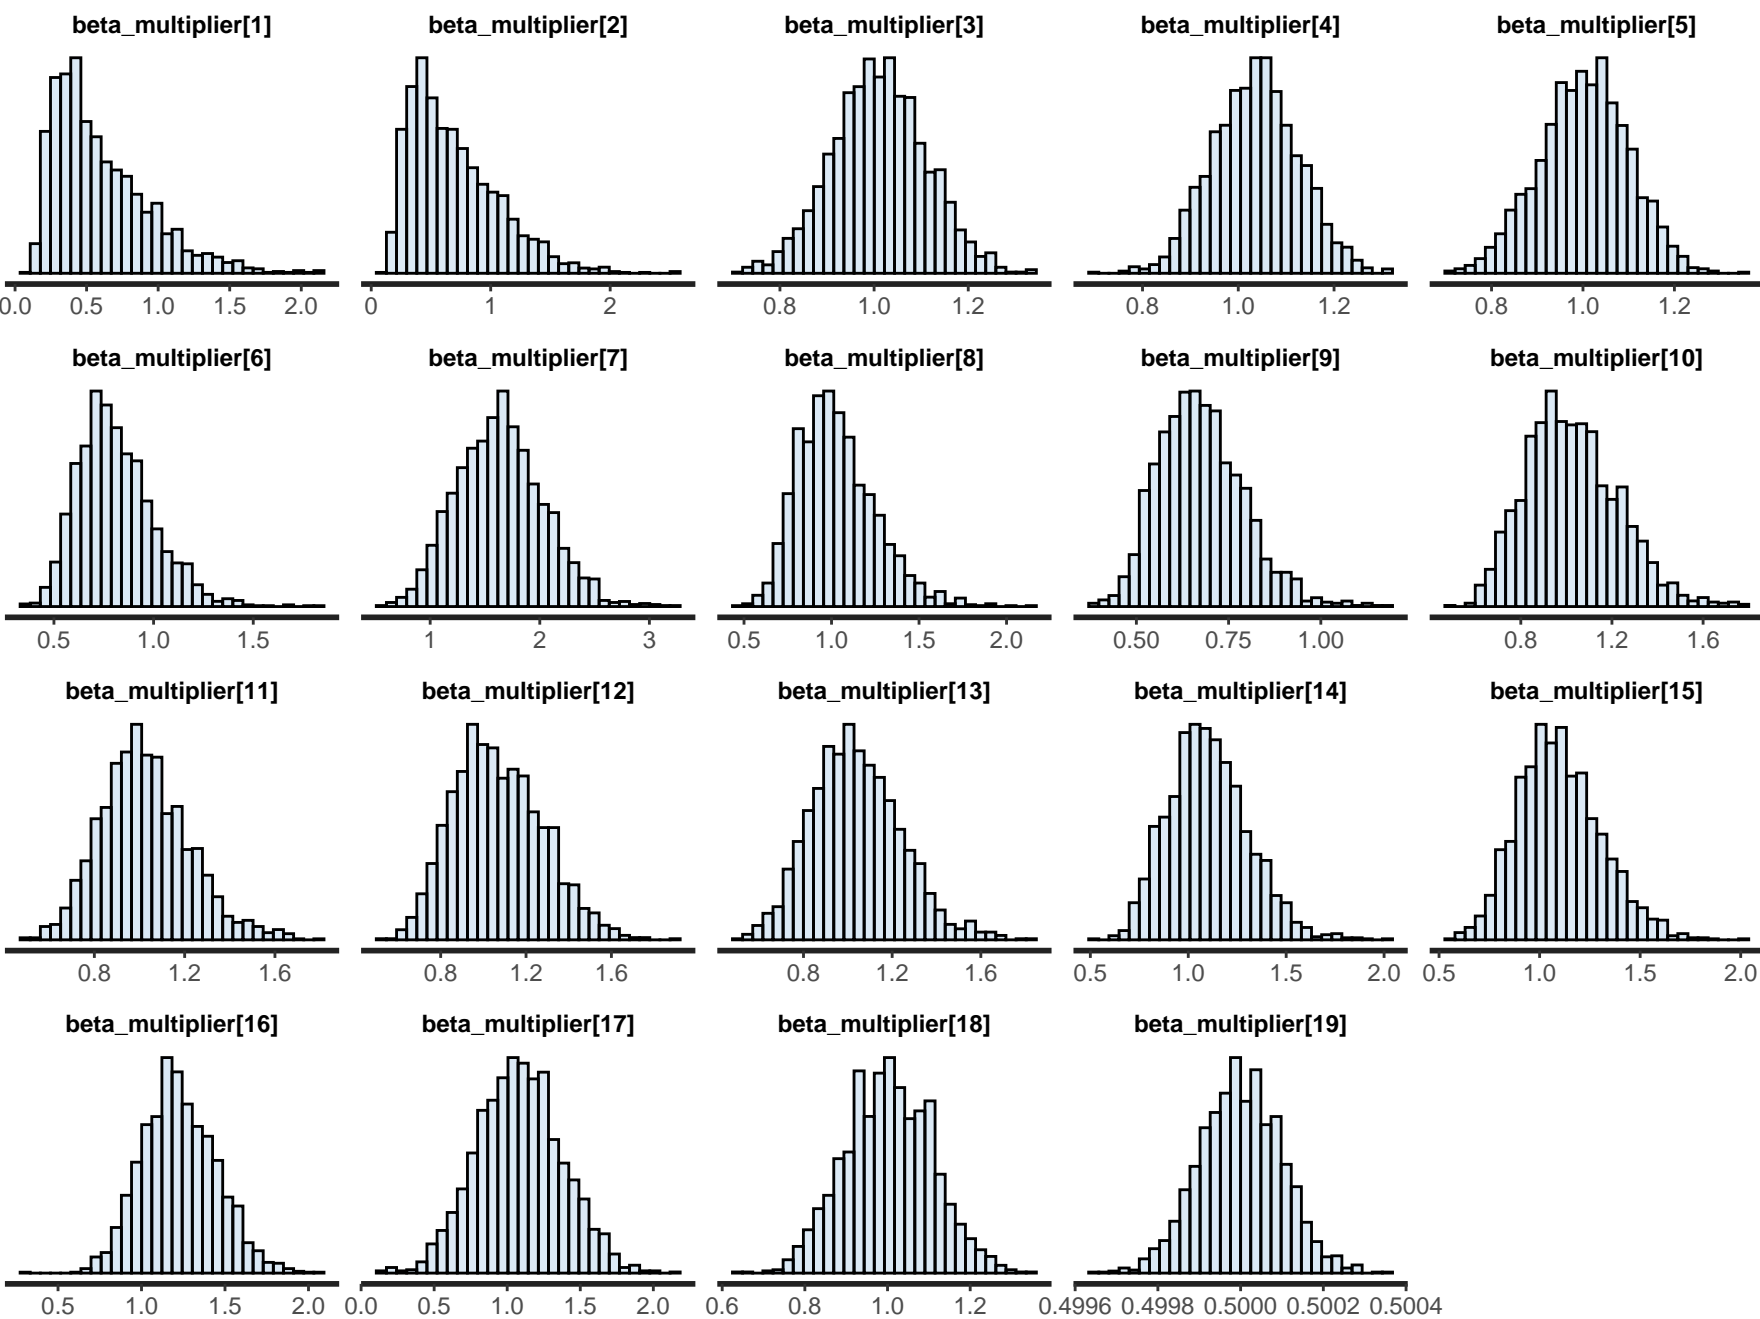 beta_multiplier[1] beta_multiplier[2] beta_multiplier[3] beta_multiplier[4] beta_multiplier[5]
0.0 0.5 1.0 1.5 2.0 0 1 2 0.8 1.0 1.2 0.8 1.0 1.2 0.8 1.0 1.2
beta_multiplier[6] beta_multiplier[7] beta_multiplier[8] beta_multiplier[9] beta_multiplier[10]
0.5 1.0 1.5 1 2 3 0.5 1.0 1.5 2.0 0.50 0.75 1.00 0.8 1.2 1.6
beta_multiplier[11] beta_multiplier[12] beta_multiplier[13] beta_multiplier[14] beta_multiplier[15]
0.8 1.2 1.6 0.8 1.2 1.6 0.8 1.2 1.6 0.5 1.0 1.5 2.0 0.5 1.0 1.5 2.0
beta_multiplier[16] beta_multiplier[17] beta_multiplier[18] beta_multiplier[19]
0.5 1.0 1.5 2.0 0.0 0.5 1.0 1.5 2.0 0.6 0.8 1.0 1.2 0.4996 0.4998 0.5000 0.5002 0.5004